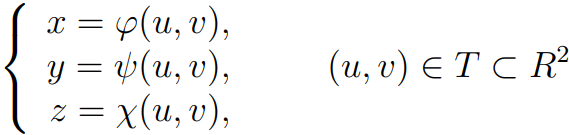 x = φ(u, v),
y = ψ(u, v),    (u, v) ∈ T ⊂ R²
z = χ(u, v),